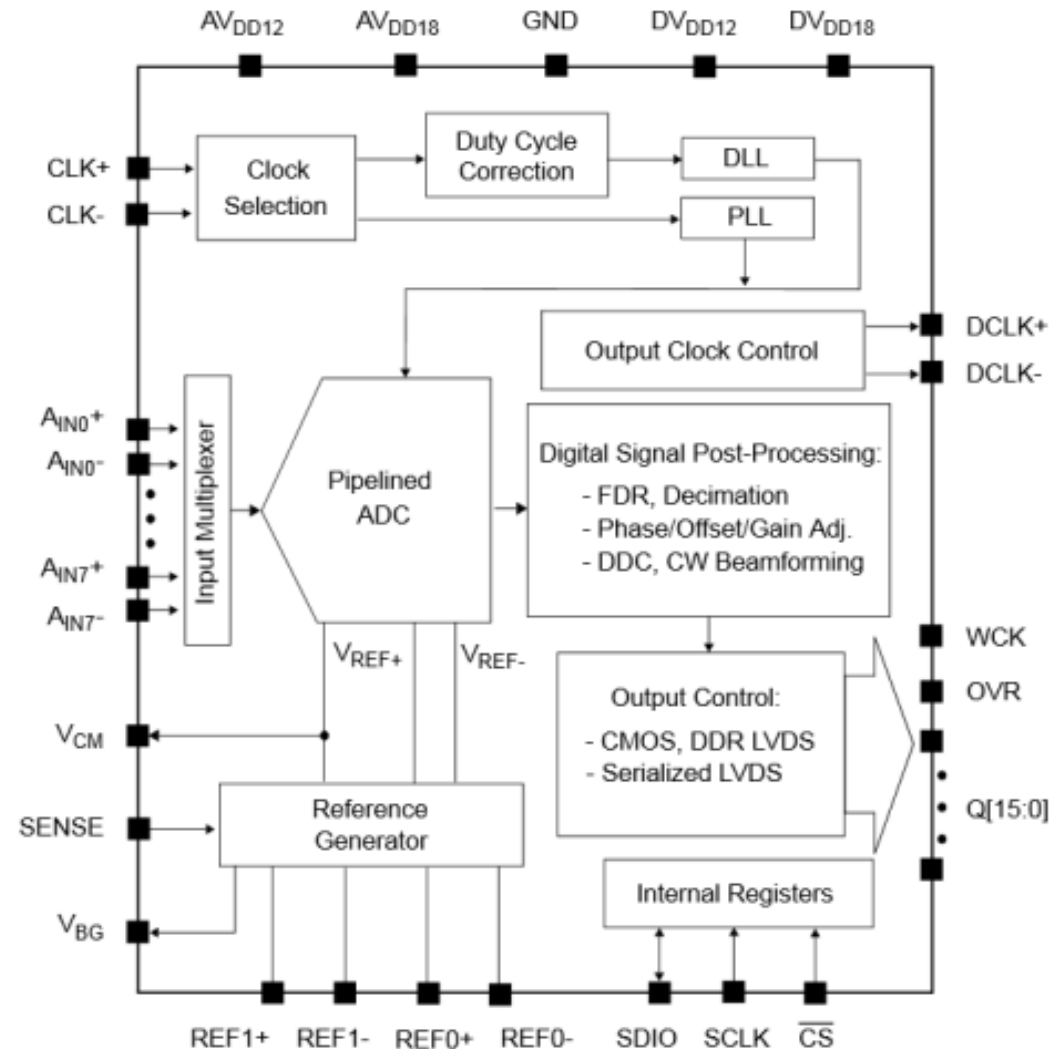 AVDD12 AVDD18 GND DVDD12 DVDD18
CLK+
CLK-
Clock
Selection
Duty Cycle
Correction
DLL
PLL
Output Clock Control
DCLK+
DCLK-
AIN0+
AIN0-
AIN7+
AIN7-
Input Multiplexer
Pipelined
ADC
Digital Signal Post-Processing:
- FDR, Decimation
- Phase/Offset/Gain Adj.
- DDC, CW Beamforming
VREF+
VREF-
Output Control:
- CMOS, DDR LVDS
- Serialized LVDS
WCK
OVR
Q[15:0]
VCM
SENSE
VBG
Reference
Generator
Internal Registers
REF1+ REF1- REF0+ REF0- SDIO SCLK C̅S̅